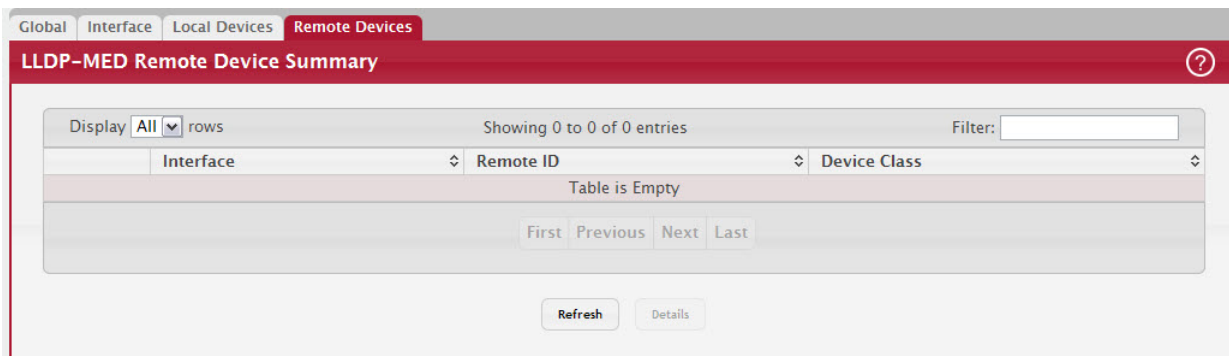 Global Interface Local Devices Remote Devices
LLDP-MED Remote Device Summary ?
Display All rows Showing 0 to 0 of 0 entries Filter:
Interface Remote ID Device Class
Table is Empty
First Previous Next Last
Refresh Details